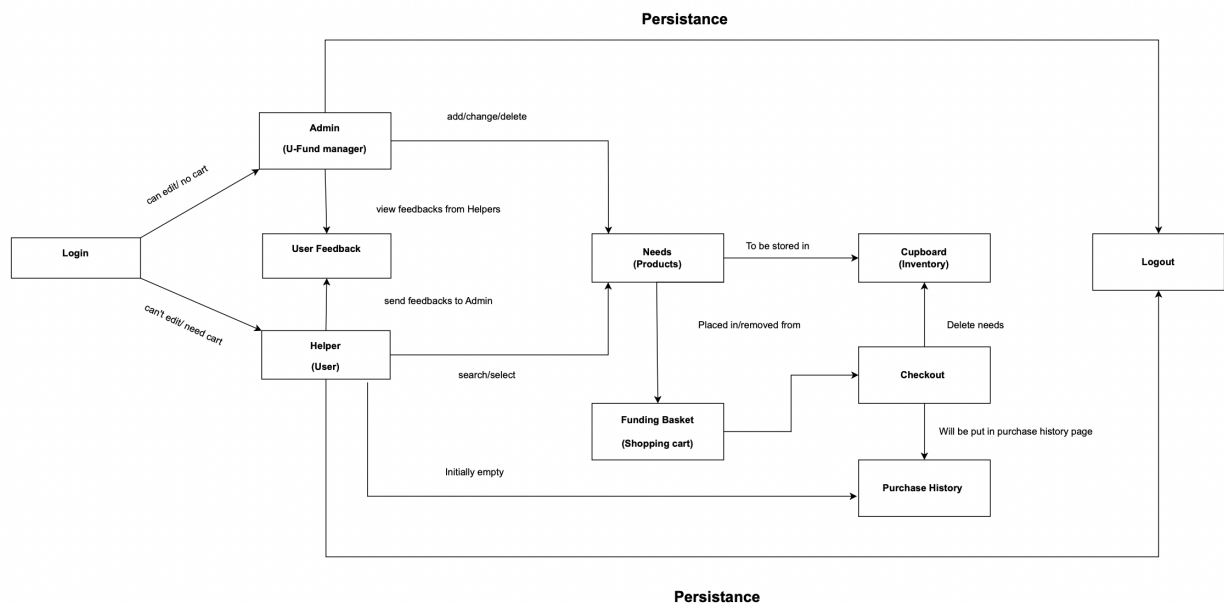 Persistance
Admin
(U-Fund manager)
add/change/delete
can edit/ no cart
view feedbacks from Helpers
Login
User Feedback
Needs
(Products)
To be stored in
Cupboard
(Inventory)
Logout
send feedbacks to Admin
can't edit/ need cart
Helper
(User)
search/select
Placed in/removed from
Delete needs
Checkout
Funding Basket
(Shopping cart)
Will be put in purchase history page
Initially empty
Purchase History
Persistance